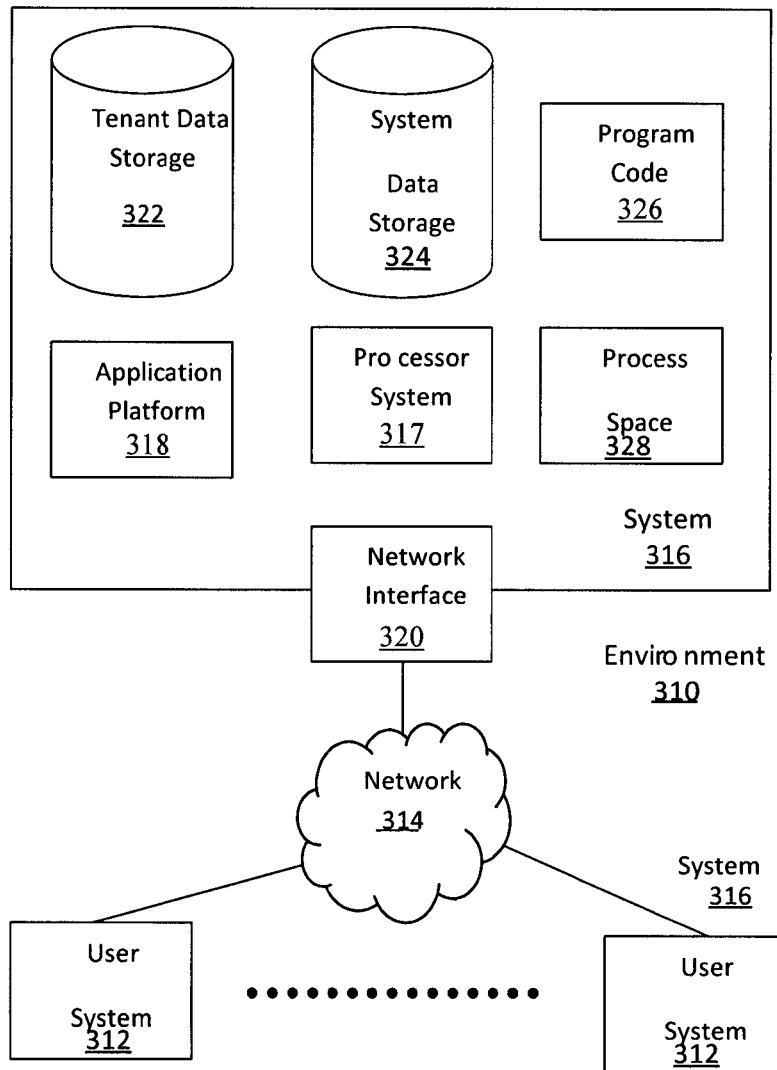 Tenant Data
Storage
322
System
Data
Storage
324
Program
Code
326
Application
Platform
318
Pro cessor
System
317
Process
Space
328
System
316
Network
Interface
320
Enviro nment
310
Network
314
System
316
User
System
312
User
System
312